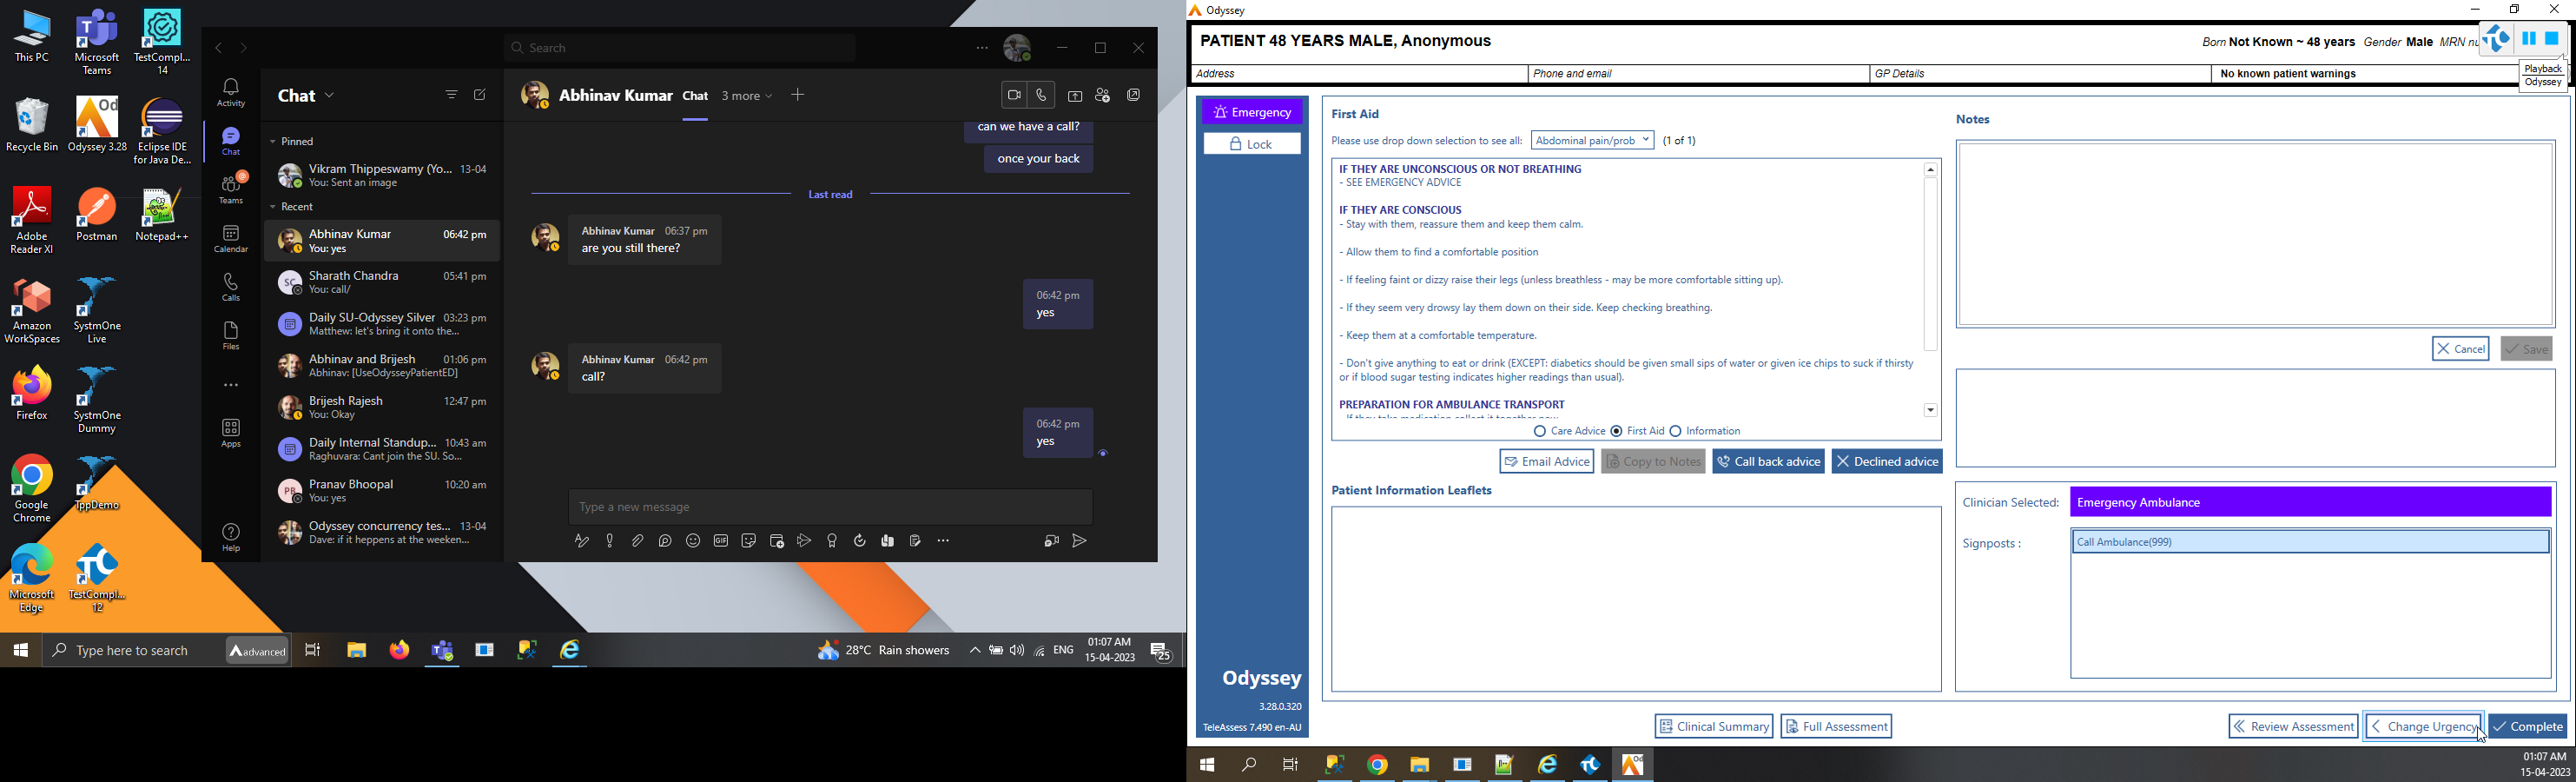 This PC
Microsoft Teams
TestCompl... 14
Recycle Bin
Odyssey 3.28
Eclipse IDE for Java De...
Adobe Reader XI
Postman
Notepad++
Amazon WorkSpaces
SystmOne Live
Firefox
SystmOne Dummy
Google Chrome
TppDemo
Microsoft Edge
TestCompl... 12
Search
Activity
Chat
Teams
Calendar
Calls
Files
Apps
Help
Chat
Pinned
Vikram Thippeswamy (Yo... 13-04
You: Sent an image
Recent
Abhinav Kumar 06:42 pm
You: yes
SC
Sharath Chandra 05:41 pm
You: call/
Daily SU-Odyssey Silver 03:23 pm
Matthew: let's bring it onto the...
Abhinav and Brijesh 01:06 pm
Abhinav: [UseOdysseyPatientED]
Brijesh Rajesh 12:47 pm
You: Okay
Daily Internal Standup... 10:43 am
Raghuvara: Cant join the SU. So...
PB
Pranav Bhoopal 10:20 am
You: yes
Odyssey concurrency tes... 13-04
Dave: if it heppens at the weeken...
Abhinav Kumar Chat 3 more
can we have a call?
once your back
Last read
Abhinav Kumar 06:37 pm
are you still there?
06:42 pm
yes
Abhinav Kumar 06:42 pm
call?
06:42 pm
yes
Type a new message
GIF
Type here to search
advanced
28°C Rain showers
ENG
01:07 AM
15-04-2023
25
Odyssey
PATIENT 48 YEARS MALE, Anonymous
Born Not Known ~ 48 years Gender Male MRN
Playback
Odyssey
Address
Phone and email
GP Details
No known patient warnings
Emergency
Lock
Odyssey
3.28.0.320
TeleAssess 7.490 en-AU
First Aid
Please use drop down selection to see all: Abdominal pain/prob (1 of 1)
IF THEY ARE UNCONSCIOUS OR NOT BREATHING
- SEE EMERGENCY ADVICE
IF THEY ARE CONSCIOUS
- Stay with them, reassure them and keep them calm.
- Allow them to find a comfortable position
- If feeling faint or dizzy raise their legs (unless breathless - may be more comfortable sitting up).
- If they seem very drowsy lay them down on their side. Keep checking breathing.
- Keep them at a comfortable temperature.
- Don't give anything to eat or drink (EXCEPT: diabetics should be given small sips of water or given ice chips to suck if thirsty
or if blood sugar testing indicates higher readings than usual).
PREPARATION FOR AMBULANCE TRANSPORT
Care Advice First Aid Information
Email Advice Copy to Notes Call back advice Declined advice
Patient Information Leaflets
Notes
Cancel Save
Clinician Selected: Emergency Ambulance
Signposts : Call Ambulance(999)
Clinical Summary Full Assessment Review Assessment Change Urgency Complete
Od
01:07 AM
15-04-2023